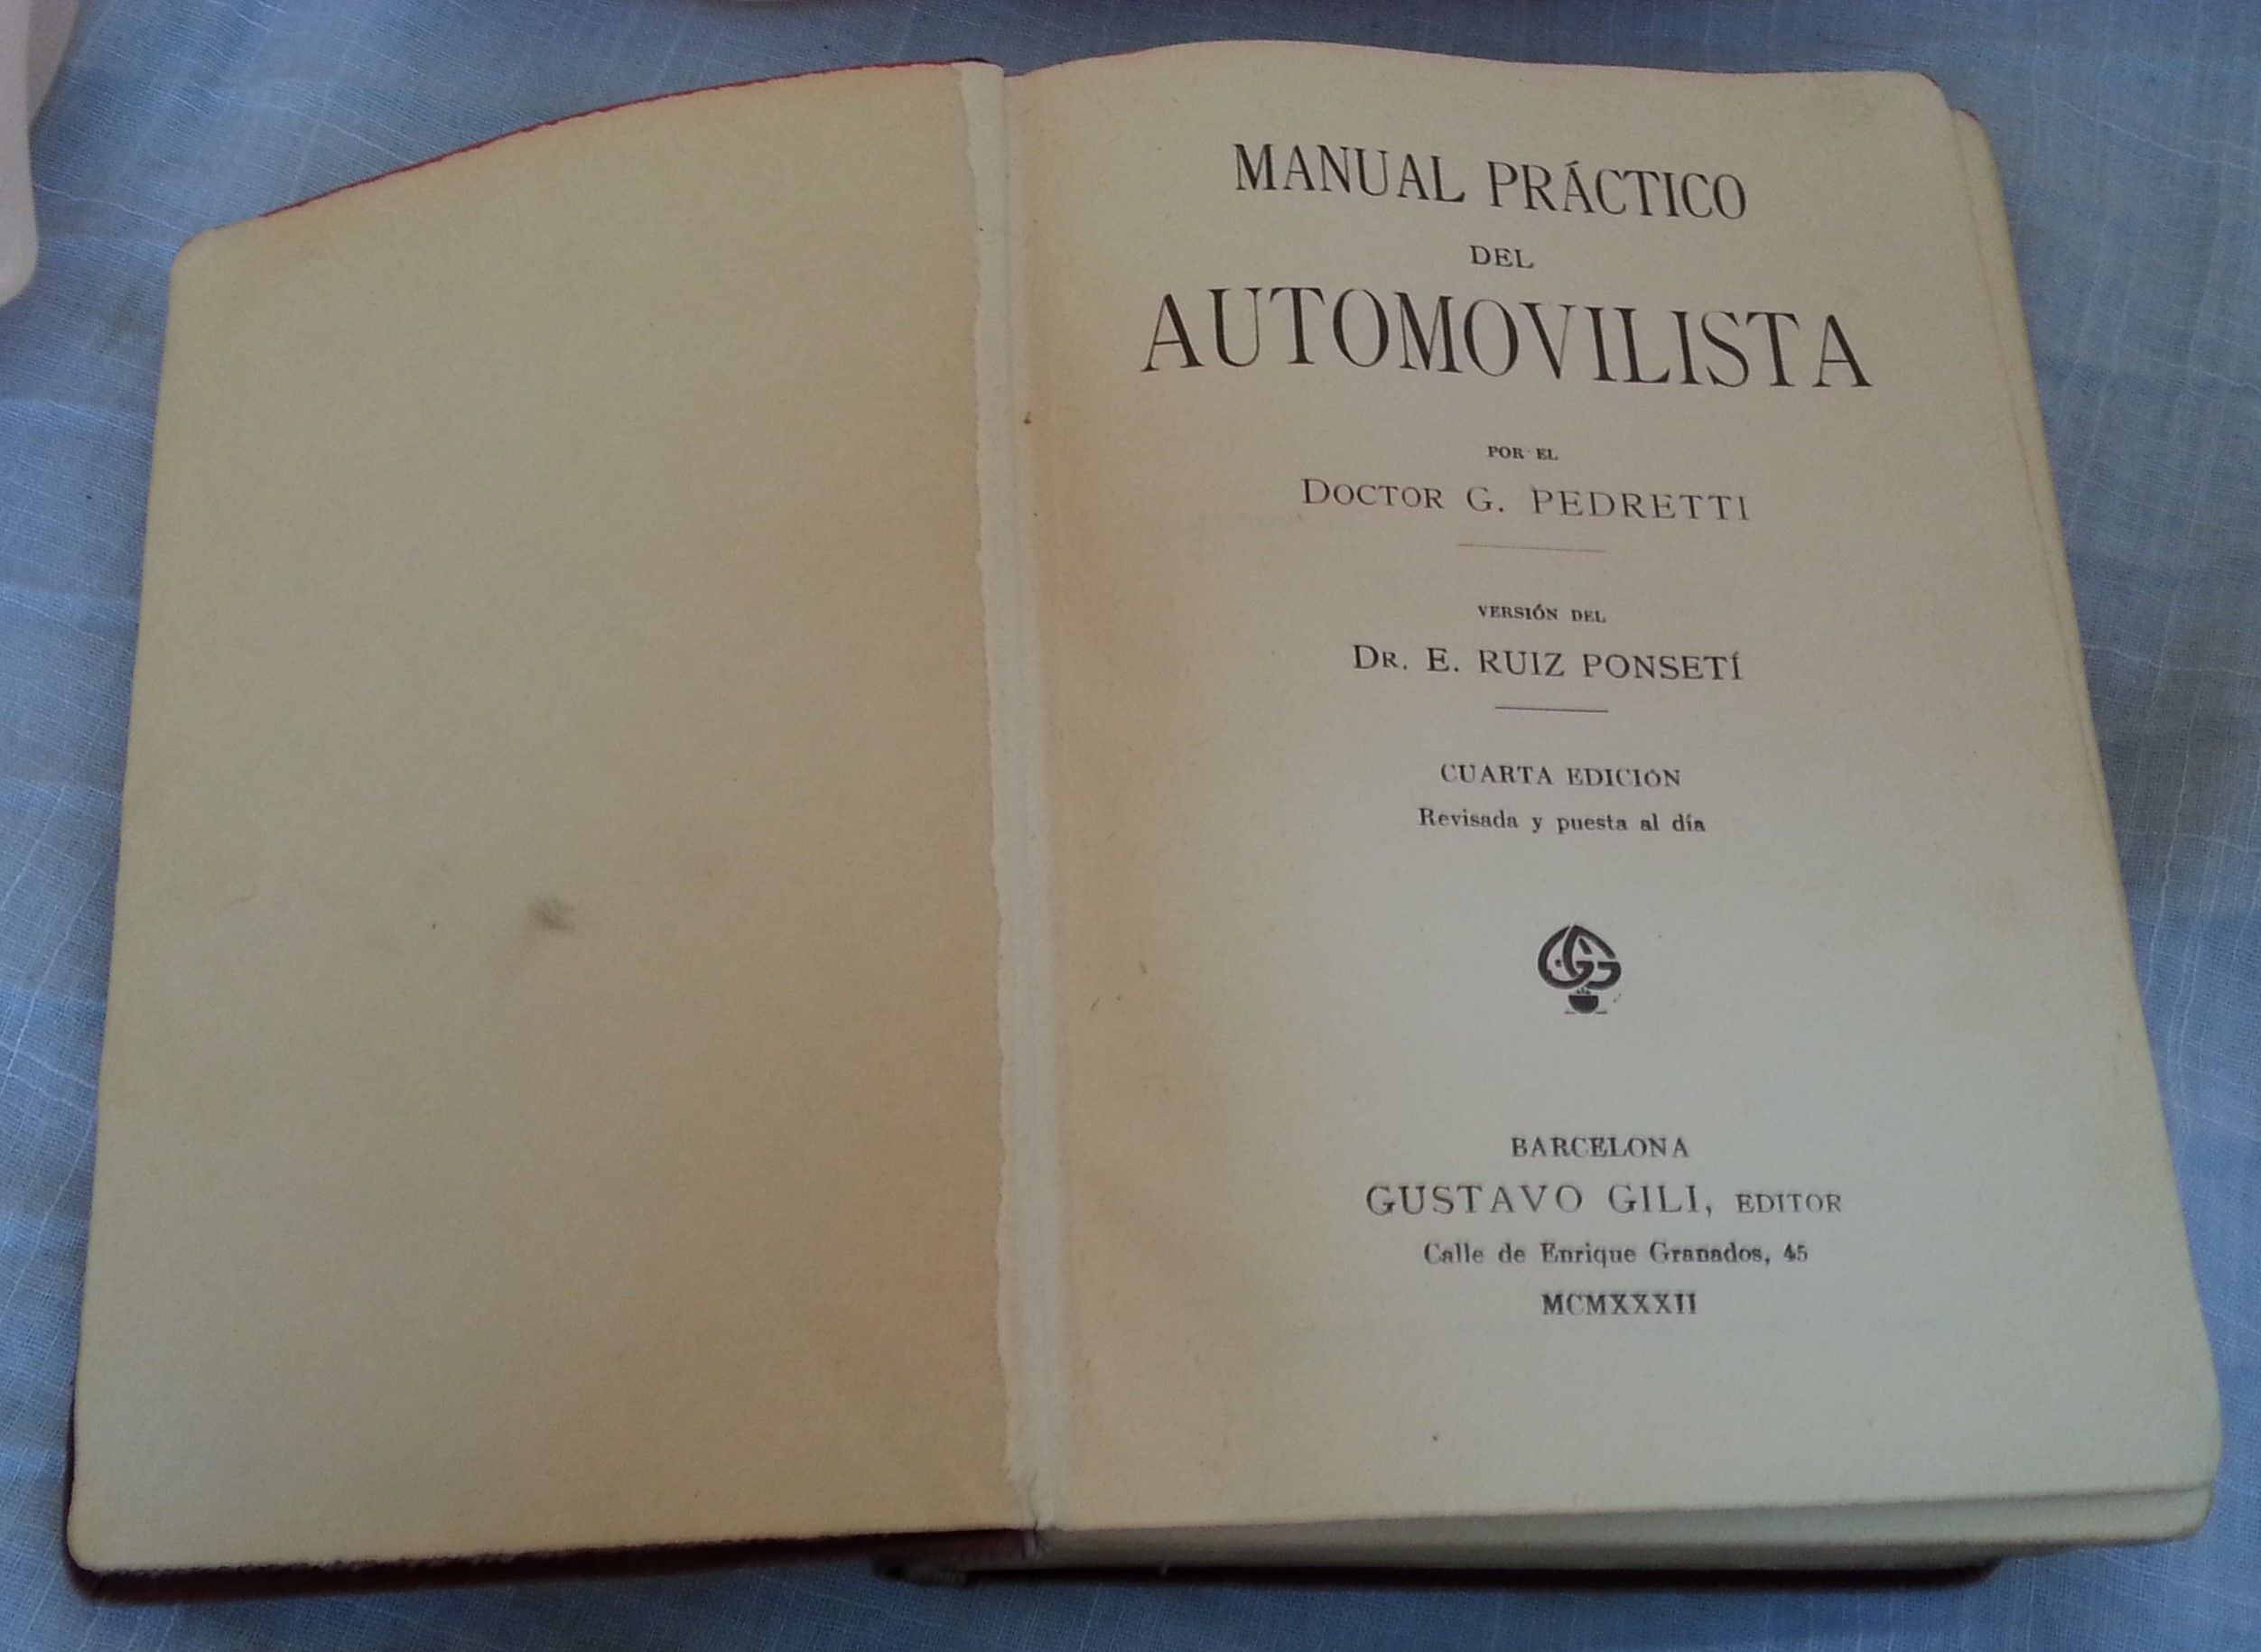 MANUAL PRÁCTICO
DEL
AUTOMOVILISTA
POR EL
DOCTOR G. PEDRETTI
VERSIÓN DEL
DR. E. RUIZ PONSETÍ
CUARTA EDICIÓN
Revisada y puesta al día
GG
BARCELONA
GUSTAVO GILI, EDITOR
Calle de Enrique Granados, 45
MCMXXXII